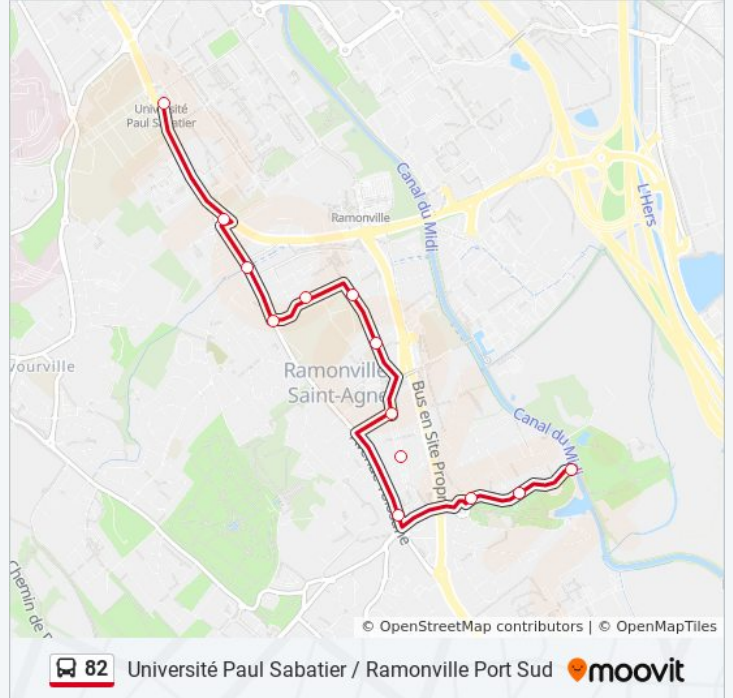 Université
Paul Sabatier
Canal du Midi
L'Hers
Ramonville
yourville
Ramonville
Saint-Agne
Bus en Site Propr
Canal du Midi
Chemin de
© OpenStreetMap contributors | © OpenMapTiles
82 Université Paul Sabatier / Ramonville Port Sud moovit